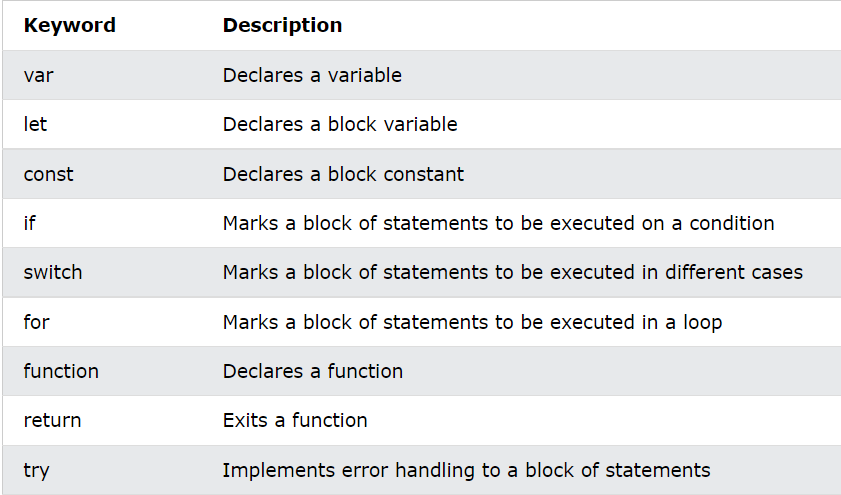 Keyword Description
var Declares a variable
let Declares a block variable
const Declares a block constant
if Marks a block of statements to be executed on a condition
switch Marks a block of statements to be executed in different cases
for Marks a block of statements to be executed in a loop
function Declares a function
return Exits a function
try Implements error handling to a block of statements